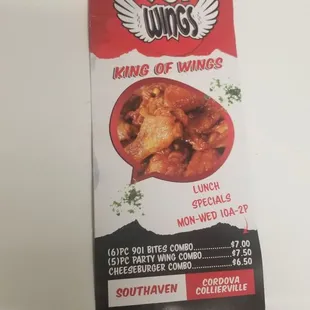 WINGS
KING OF WINGS
LUNCH
SPECIALS
MON-WED 10A-2P
(6)PC 901 BITES COMBO..............$7.00
(5)PC PARTY WING COMBO.........$7.50
CHEESEBURGER COMBO............$6.50
SOUTHAVEN
CORDOVA
COLLIERVILLE